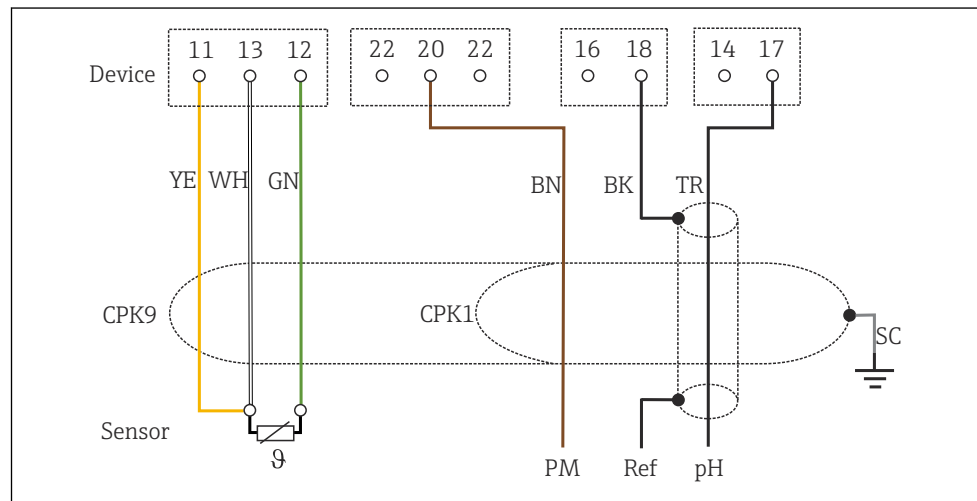 11 13 12 22 20 22 16 18 14 17
Device
YE WH GN BN BK TR
CPK9 CPK1
SC
Sensor
ϑ
PM Ref pH